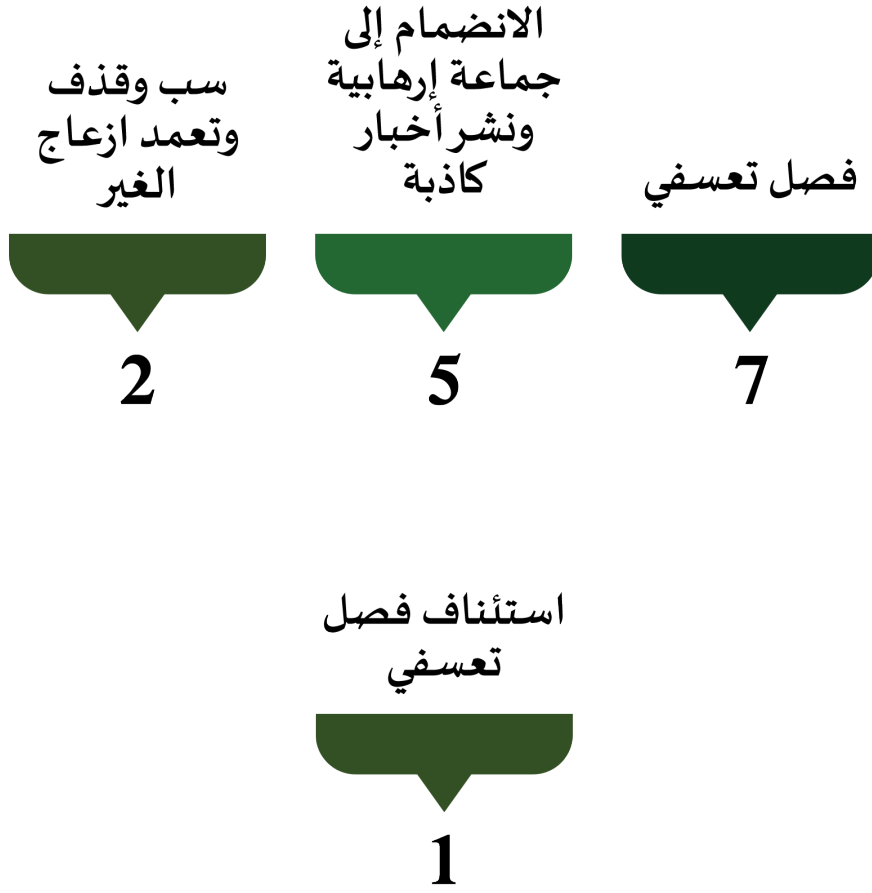 فصل تعسفي
7
الانضمام إلى
جماعة إرهابية
ونشر أخبار
كاذبة
5
سب وقذف
وتعمد ازعاج
الغير
2
استئناف فصل
تعسفي
1